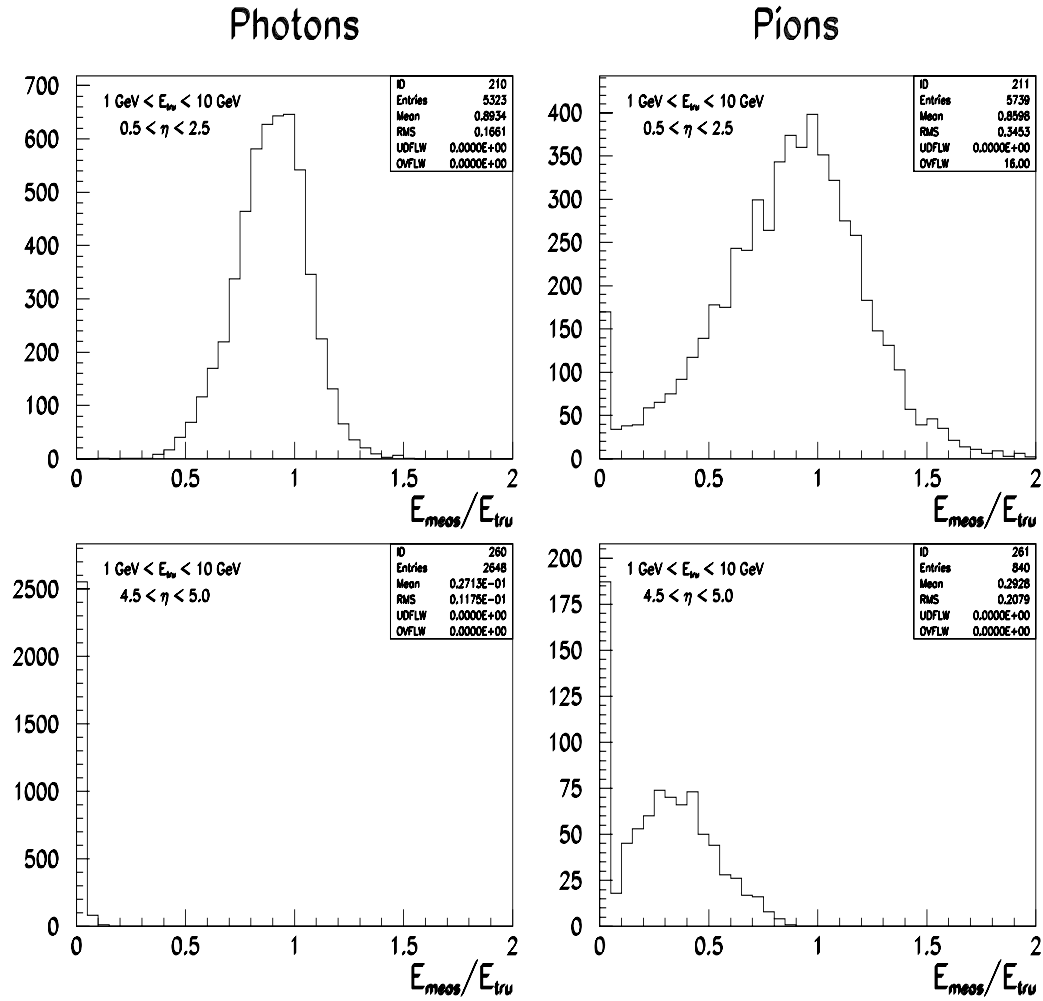 Photons
Pions
1 GeV < E_tru < 10 GeV
0.5 < η < 2.5
ID 210
Entries 5323
Mean 0.8934
RMS 0.1661
UDFLW 0.0000E+00
OVFLW 0.0000E+00
700
600
500
400
300
200
100
0
0 0.5 1 1.5 2
E_meas/E_tru
1 GeV < E_tru < 10 GeV
0.5 < η < 2.5
ID 211
Entries 5739
Mean 0.8598
RMS 0.3453
UDFLW 0.0000E+00
OVFLW 16.00
400
350
300
250
200
150
100
50
0
0 0.5 1 1.5 2
E_meas/E_tru
1 GeV < E_tru < 10 GeV
4.5 < η < 5.0
ID 260
Entries 2648
Mean 0.2713E-01
RMS 0.1175E-01
UDFLW 0.0000E+00
OVFLW 0.0000E+00
2500
2000
1500
1000
500
0
0 0.5 1 1.5 2
E_meas/E_tru
1 GeV < E_tru < 10 GeV
4.5 < η < 5.0
ID 261
Entries 840
Mean 0.2928
RMS 0.2079
UDFLW 0.0000E+00
OVFLW 0.0000E+00
200
175
150
125
100
75
50
25
0
0 0.5 1 1.5 2
E_meas/E_tru